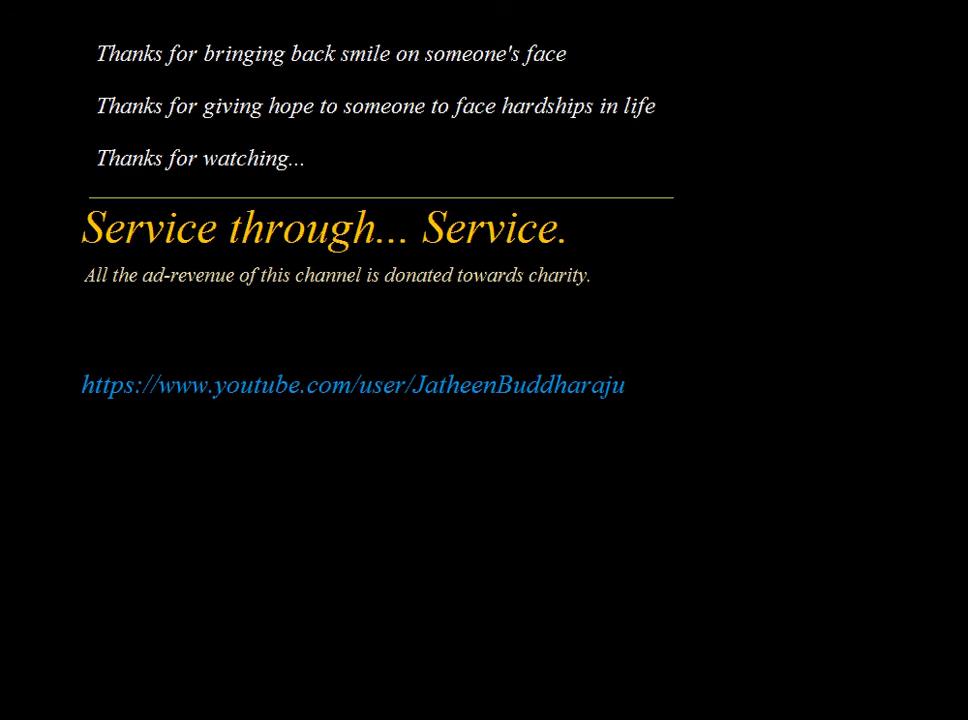 Thanks for bringing back smile on someone's face
Thanks for giving hope to someone to face hardships in life
Thanks for watching...
Service through... Service.
All the ad-revenue of this channel is donated towards charity.
https://www.youtube.com/user/JatheenBuddharaju